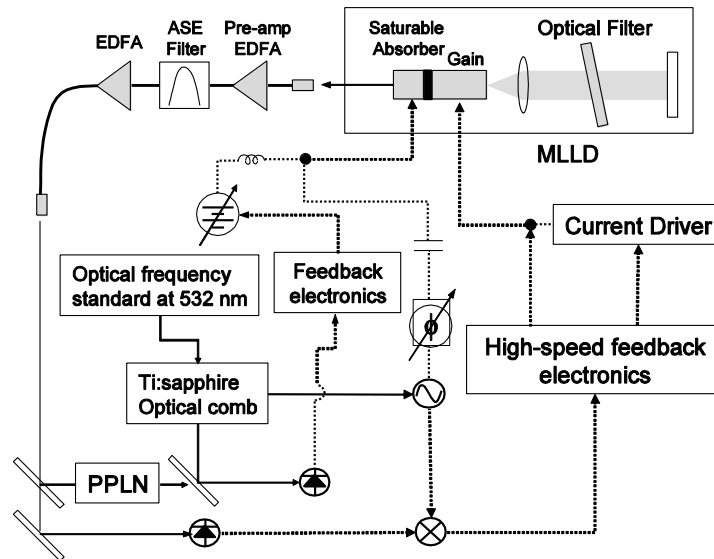 EDFA
ASE
Filter
Pre-amp
EDFA
Saturable
Absorber
Gain
Optical Filter
MLLD
Current Driver
Optical frequency
standard at 532 nm
Feedback
electronics
ϕ
High-speed feedback
electronics
Ti:sapphire
Optical comb
PPLN